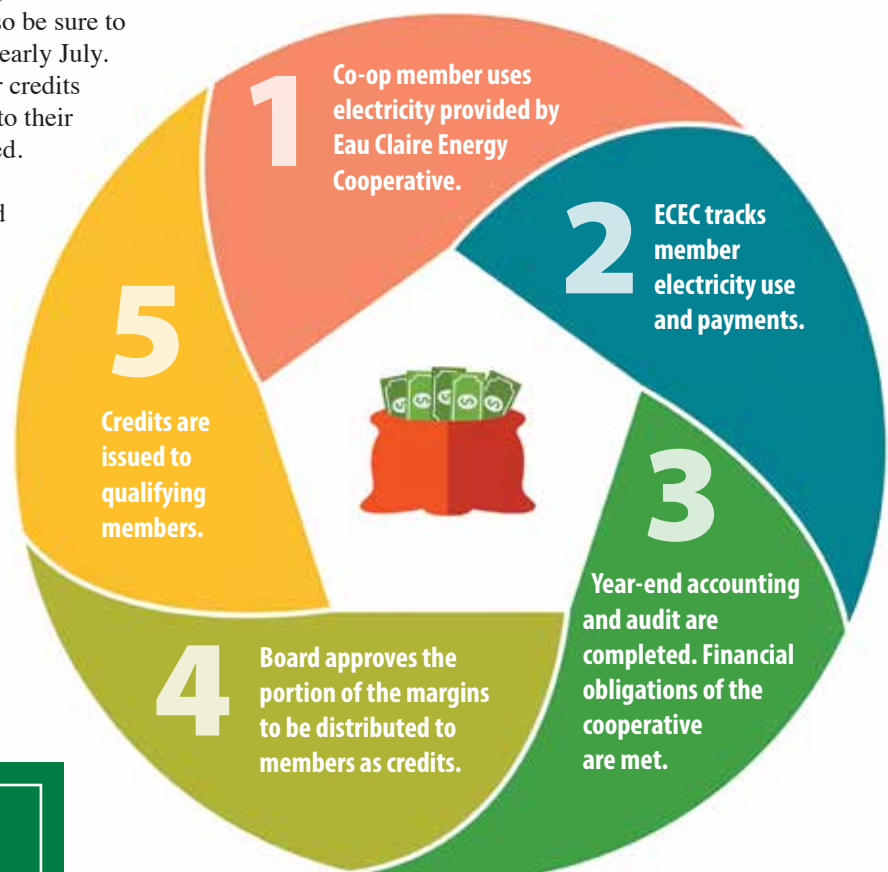 so be sure to
early July.
credits
to their
1
Co-op member uses
electricity provided by
Eau Claire Energy
Cooperative.
2
ECEC tracks
member
electricity use
and payments.
3
Year-end accounting
and audit are
completed. Financial
obligations of the
cooperative
are met.
4
Board approves the
portion of the margins
to be distributed to
members as credits.
5
Credits are
issued to
qualifying
members.